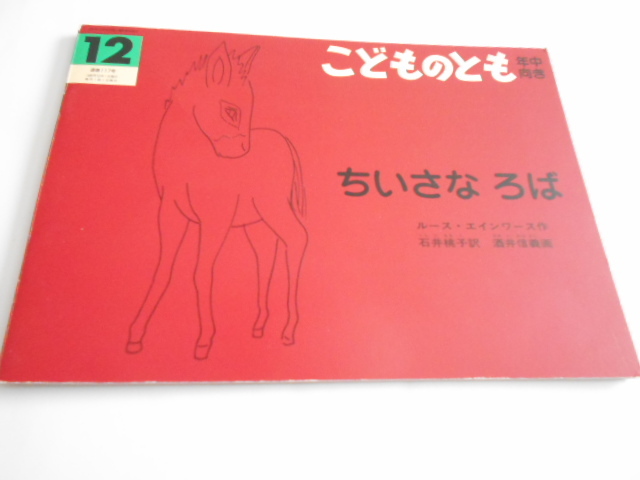 12
こどものとも
年中
向き
ちいさな ろば
ルース・エインワース作
石井桃子訳 酒井信義画